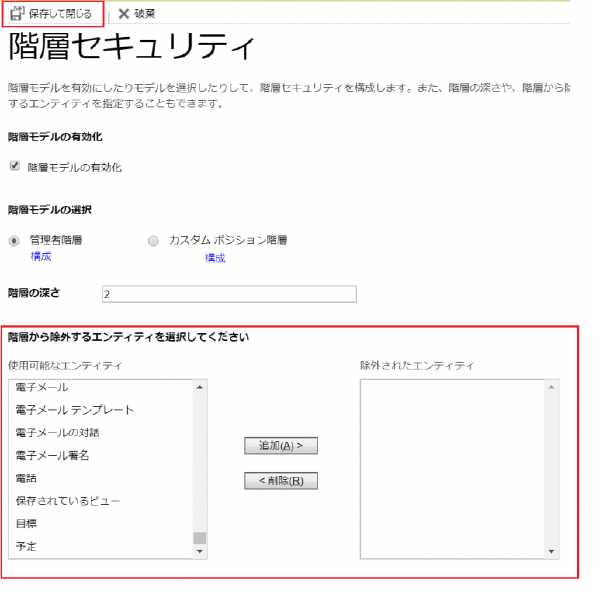 保存して閉じる 破棄
階層セキュリティ
階層モデルを有効にしたりモデルを選択したりして、階層セキュリティを構成します。また、階層の深さや、階層から除
するエンティティを指定することもできます。
階層モデルの有効化
階層モデルの有効化
階層モデルの選択
管理者階層 カスタム ポジション階層
構成 構成
階層の深さ 2
階層から除外するエンティティを選択してください
使用可能なエンティティ 除外されたエンティティ
電子メール
電子メール テンプレート
電子メールの対話
電子メール署名
電話
保存されているビュー
目標
予定
追加(A) >
< 削除(R)